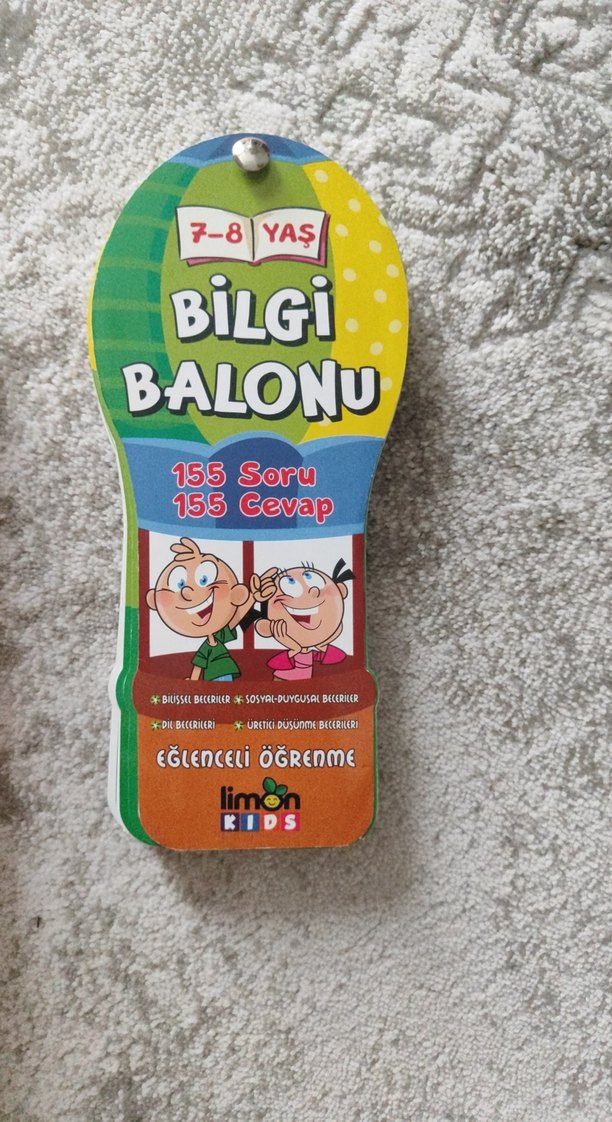 7-8 YAŞ
BİLGİ
BALONU
155 Soru
155 Cevap
BİLİŞSEL BECERİLER SOSYAL-DUYGUSAL BECERİLER
DİL BECERİLERİ ÜRETİCİ DÜŞÜNME BECERİLERİ
EĞLENCELİ ÖĞRENME
limon
KIDS